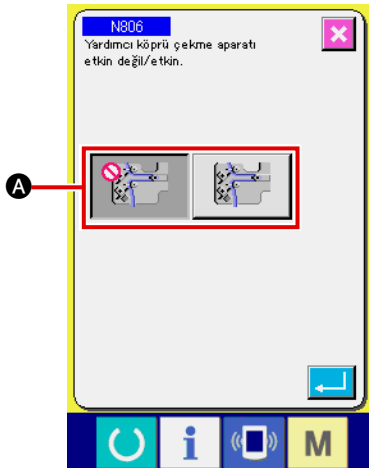 N806
Yardımcı köprü çekme aparatı
etkin değil/etkin.
A
i
M